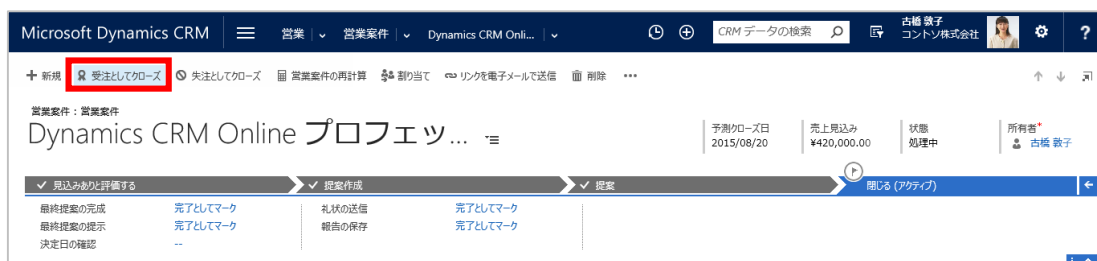 Microsoft Dynamics CRM 営業 営業案件 Dynamics CRM Onli... CRM データの検索 古橋 敦子 コントソ株式会社 ?
新規 受注としてクローズ 失注としてクローズ 営業案件の再計算 割り当て リンクを電子メールで送信 削除 •••
営業案件 : 営業案件
Dynamics CRM Online プロフェッ...
予測クローズ日 売上見込み 状態 所有者*
2015/08/20 ¥420,000.00 処理中 古橋 敦子
見込みありと評価する 提案作成 提案 閉じる (アクティブ)
最終提案の完成 完了としてマーク 礼状の送信 完了としてマーク
最終提案の提示 完了としてマーク 報告の保存 完了としてマーク
決定日の確認 --